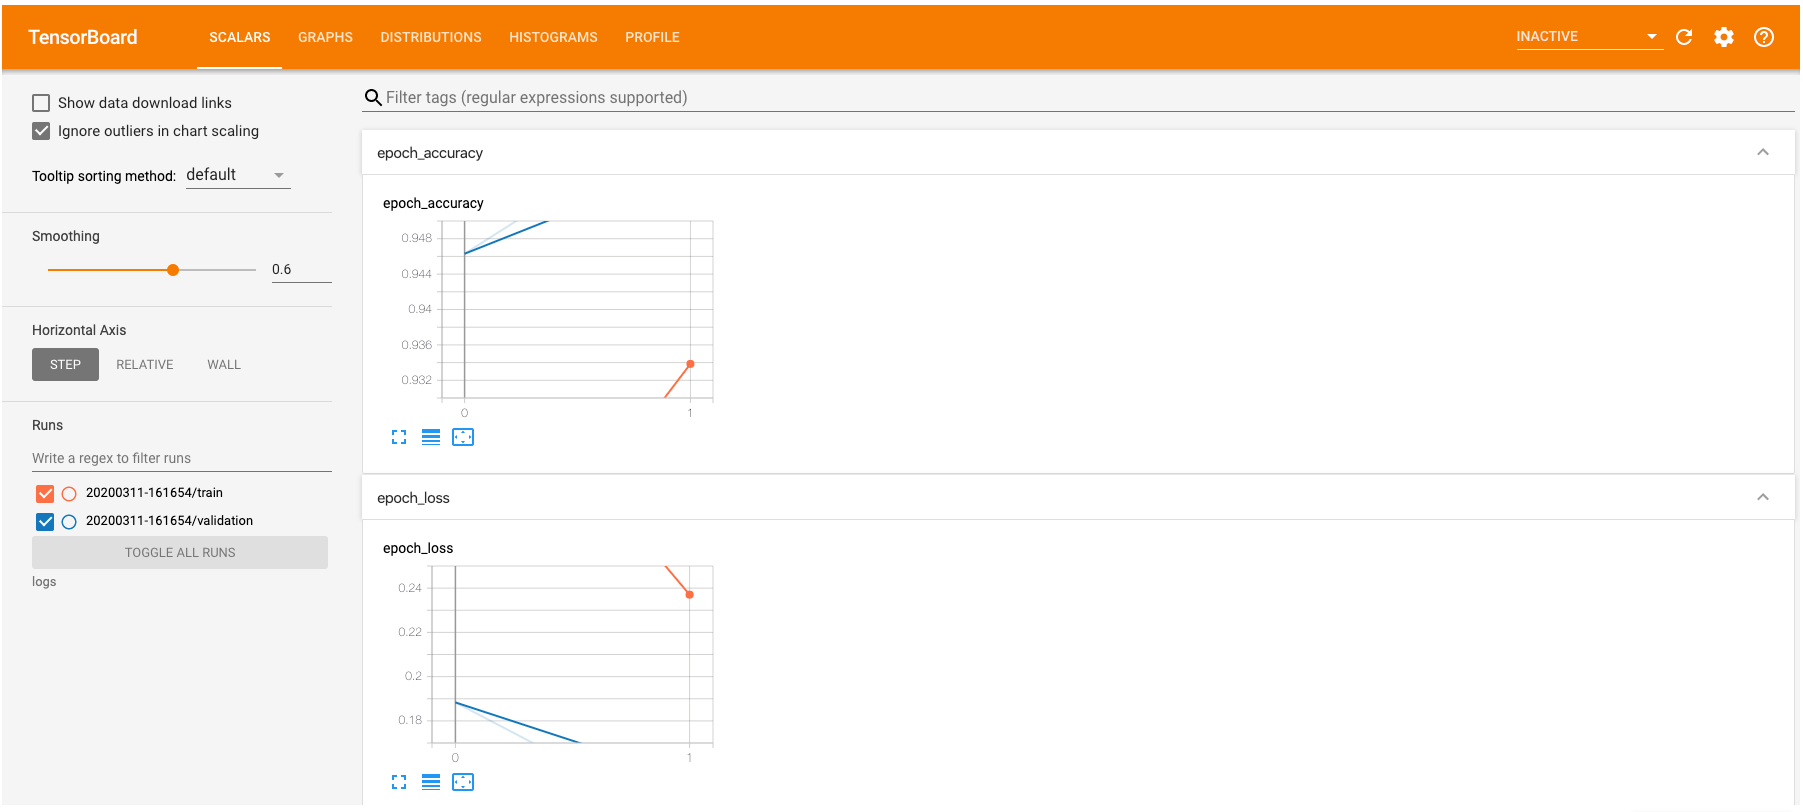 TensorBoard SCALARS GRAPHS DISTRIBUTIONS HISTOGRAMS PROFILE INACTIVE
Show data download links
Ignore outliers in chart scaling
Tooltip sorting method: default
Smoothing
0.6
Horizontal Axis
STEP RELATIVE WALL
Runs
Write a regex to filter runs
20200311-161654/train
20200311-161654/validation
TOGGLE ALL RUNS
logs
Filter tags (regular expressions supported)
epoch_accuracy
epoch_accuracy
0.948
0.944
0.94
0.936
0.932
0 1
epoch_loss
epoch_loss
0.24
0.22
0.2
0.18
0 1